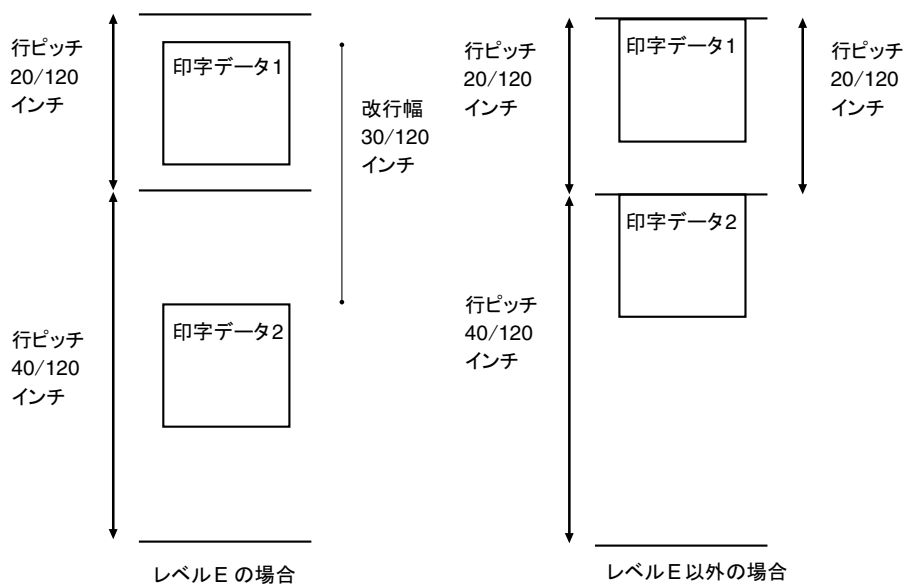 行ピッチ
20/120
インチ
印字データ1
改行幅
30/120
インチ
行ピッチ
40/120
インチ
印字データ2
レベルE の場合
行ピッチ
20/120
インチ
印字データ1
行ピッチ
20/120
インチ
印字データ2
行ピッチ
40/120
インチ
レベルE以外の場合